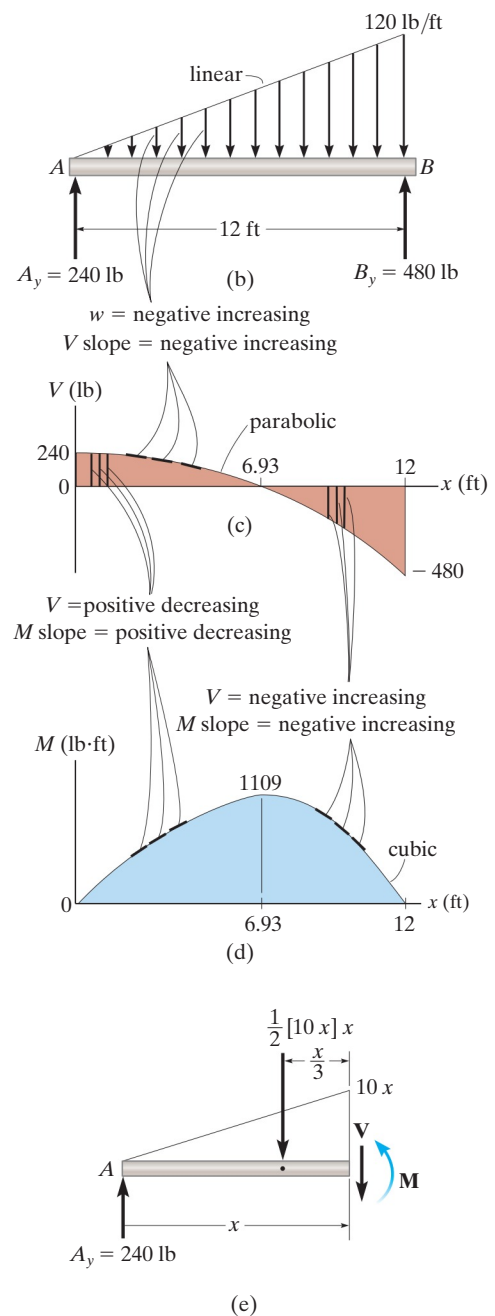 120 lb/ft
linear
A
B
12 ft
A_y = 240 lb
B_y = 480 lb
(b)
w = negative increasing
V slope = negative increasing
V (lb)
parabolic
240
6.93
12
0
x (ft)
(c)
− 480
V =positive decreasing
M slope = positive decreasing
V = negative increasing
M slope = negative increasing
M (lb·ft)
1109
cubic
0
x (ft)
6.93
12
(d)
1/2 [10 x] x
x/3
10 x
V
A
M
x
A_y = 240 lb
(e)